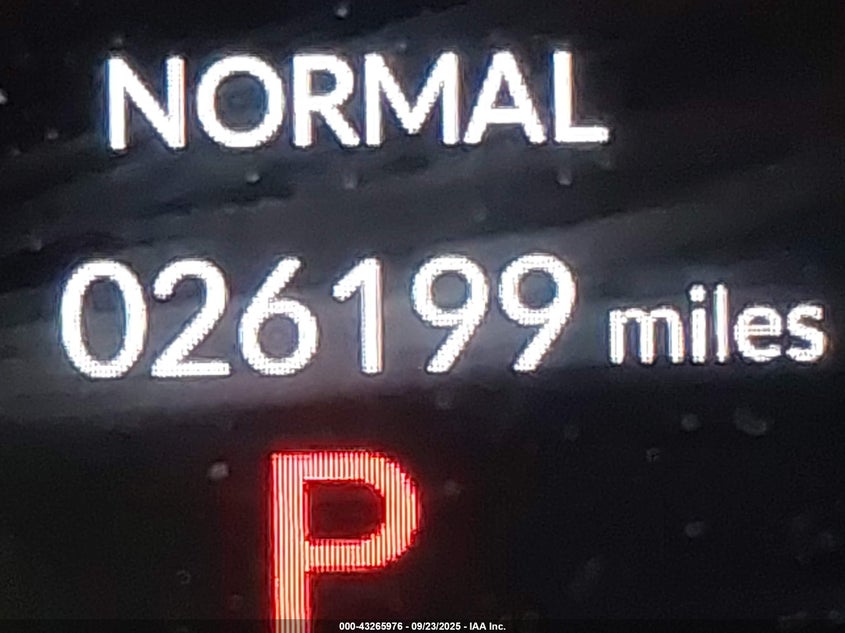 NORMAL
026199 miles
P
000-43265976 - 09/23/2025 - IAA Inc.